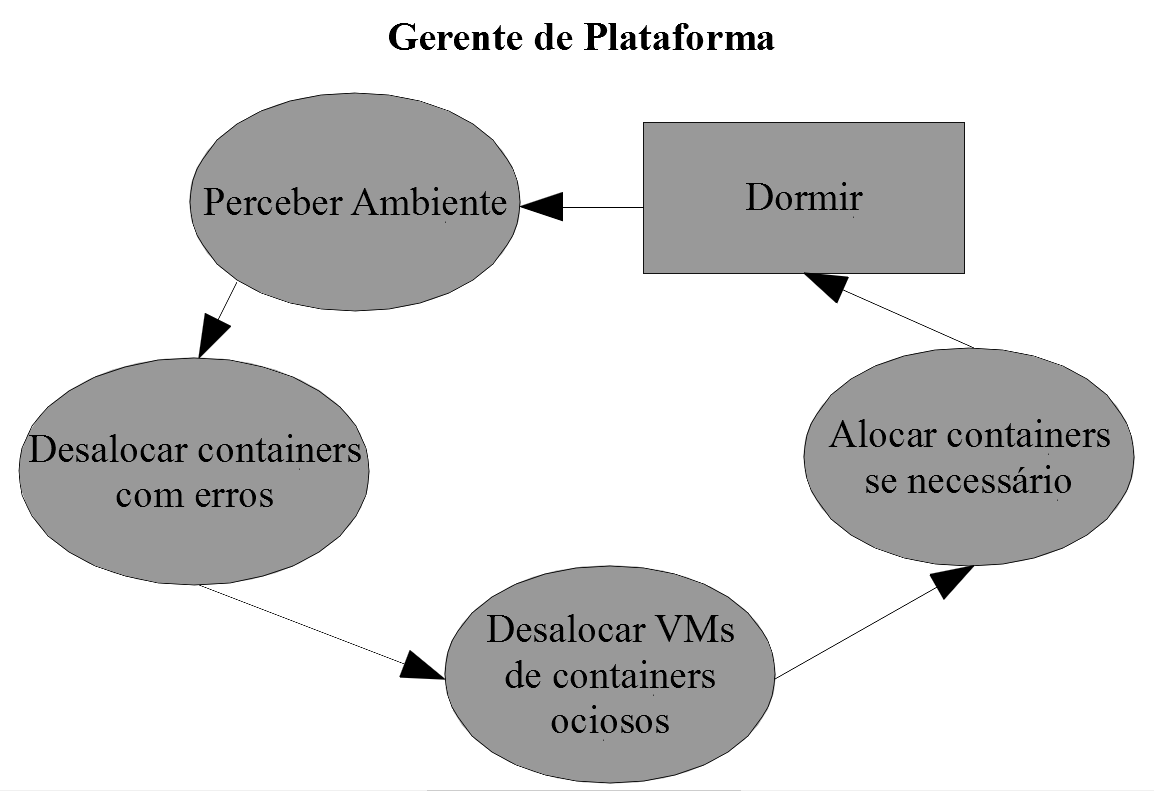 Gerente de Plataforma
Perceber Ambiente
Dormir
Desalocar containers
com erros
Alocar containers
se necessário
Desalocar VMs
de containers
ociosos